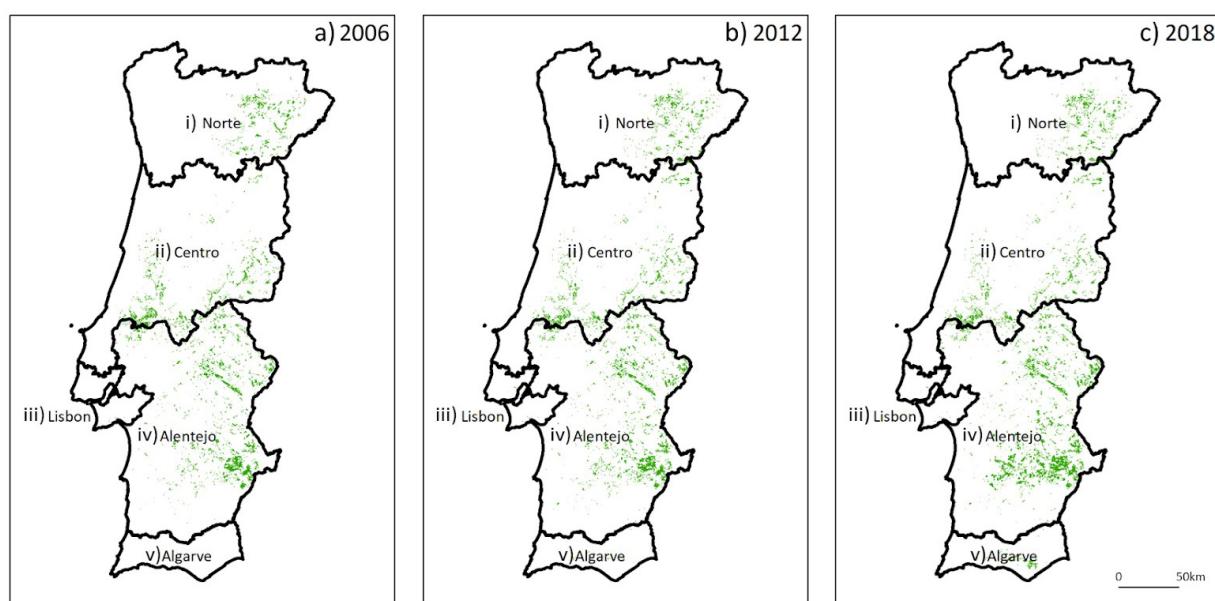 a) 2006
i) Norte
ii) Centro
iii) Lisbon
iv) Alentejo
v) Algarve
b) 2012
i) Norte
ii) Centro
iii) Lisbon
iv) Alentejo
v) Algarve
c) 2018
i) Norte
ii) Centro
iii) Lisbon
iv) Alentejo
v) Algarve
0 50km